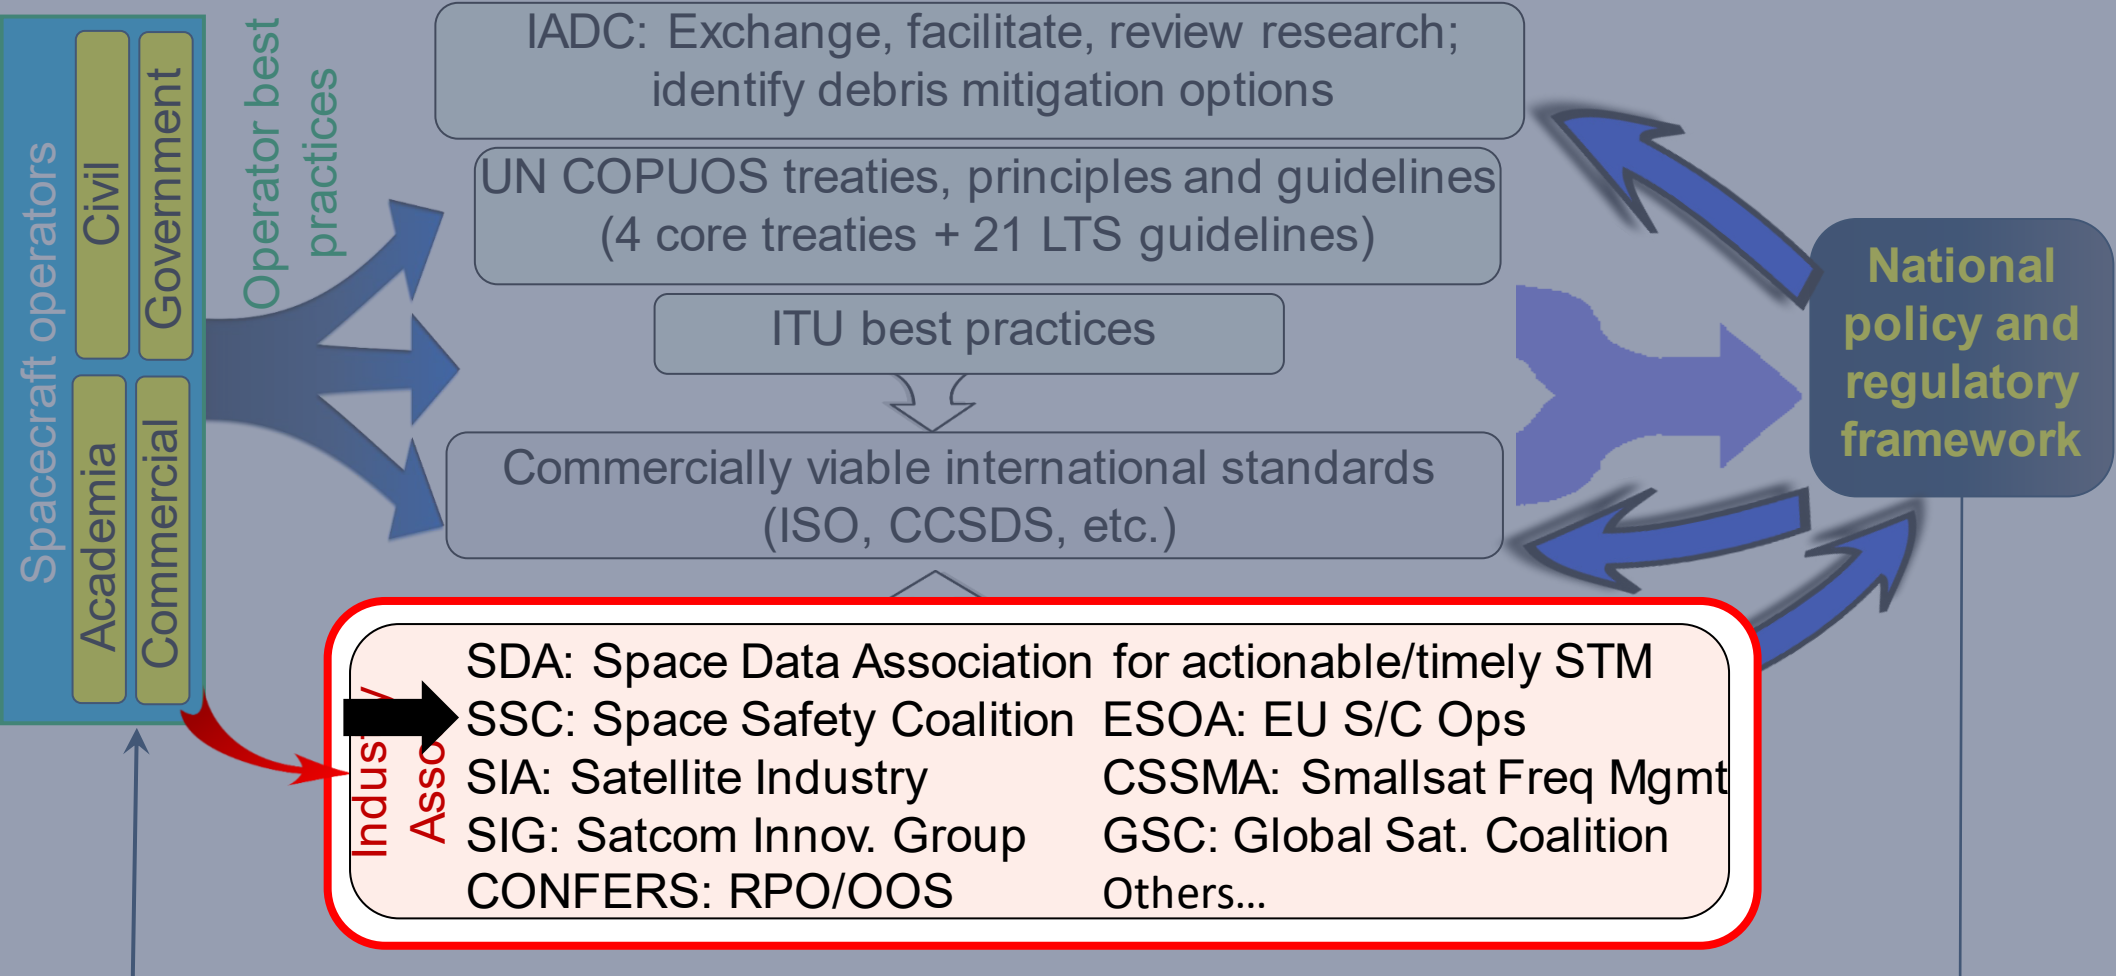 Spacecraft operators
Civil
Government
Academia
Commercial
Operator best
practices
IADC: Exchange, facilitate, review research;
identify debris mitigation options
UN COPUOS treaties, principles and guidelines
(4 core treaties + 21 LTS guidelines)
ITU best practices
Commercially viable international standards
(ISO, CCSDS, etc.)
National
policy and
regulatory
framework
SDA: Space Data Association for actionable/timely STM
SSC: Space Safety Coalition ESOA: EU S/C Ops
SIA: Satellite Industry CSSMA: Smallsat Freq Mgmt
SIG: Satcom Innov. Group GSC: Global Sat. Coalition
CONFERS: RPO/OOS Others...